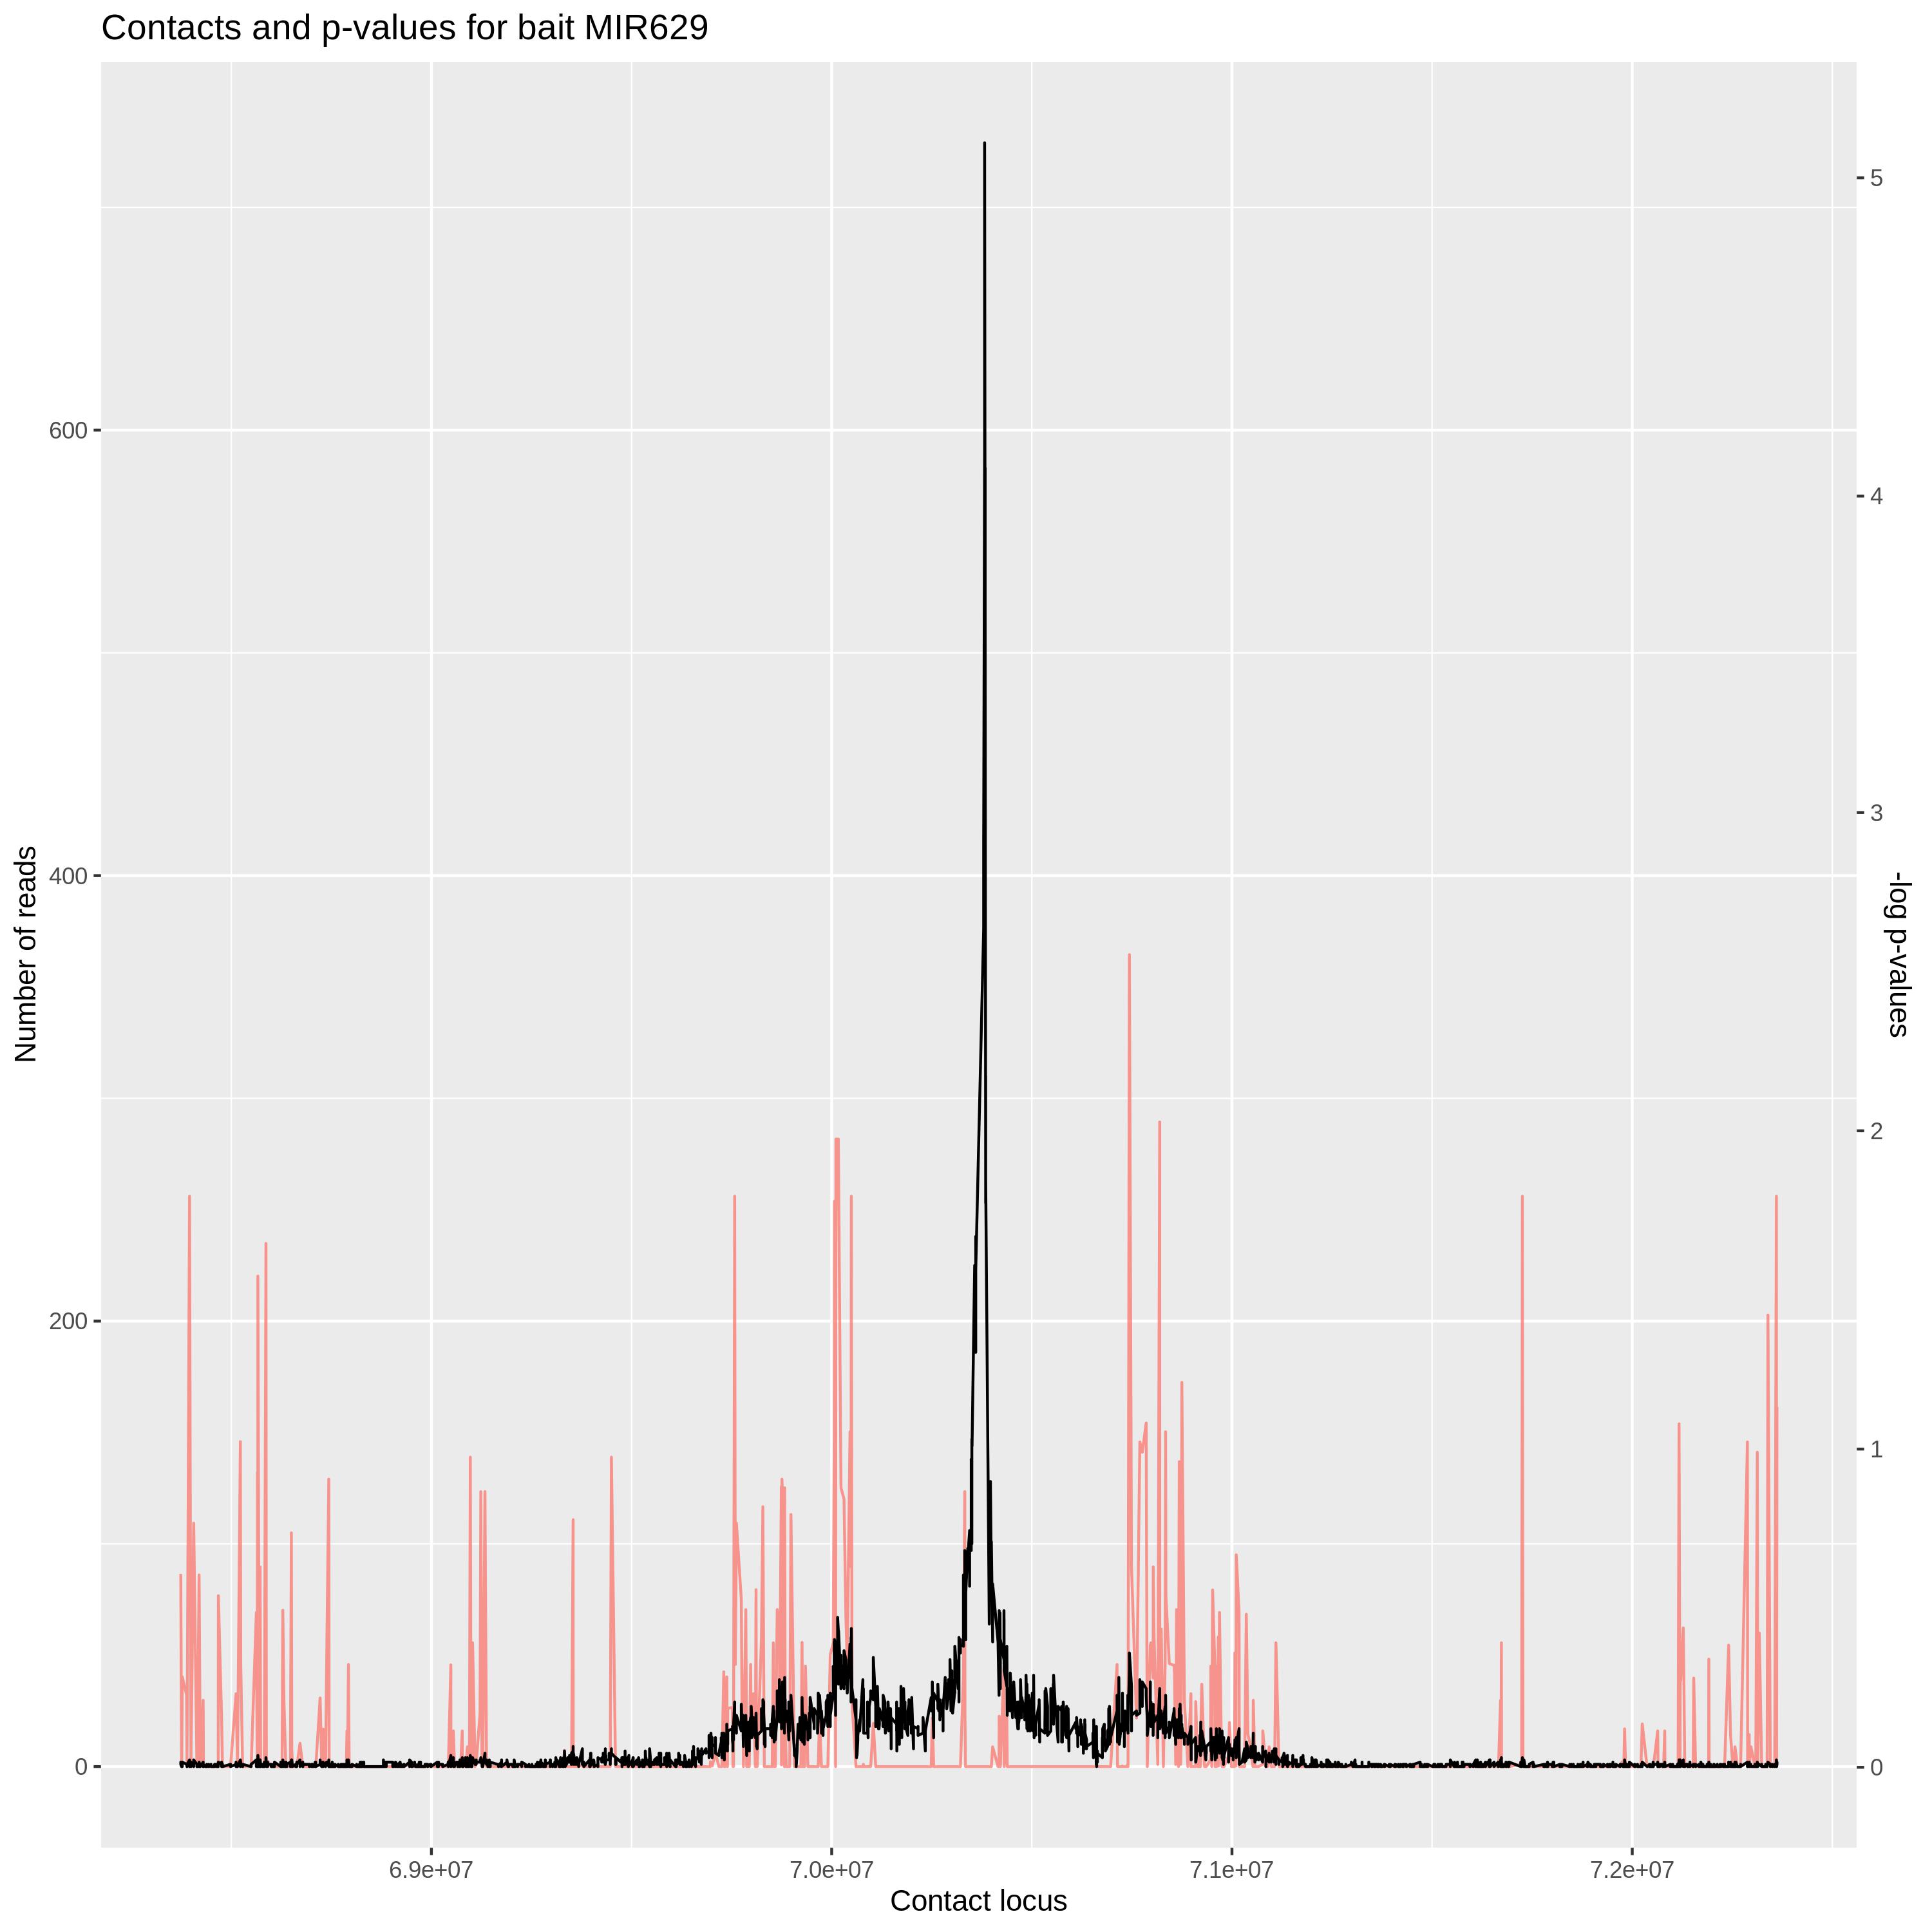 Contacts and p-values for bait MIR629
Number of reads
600
400
200
0
5
4
3
2
1
0
-log p-values
6.9e+07
7.0e+07
7.1e+07
7.2e+07
Contact locus